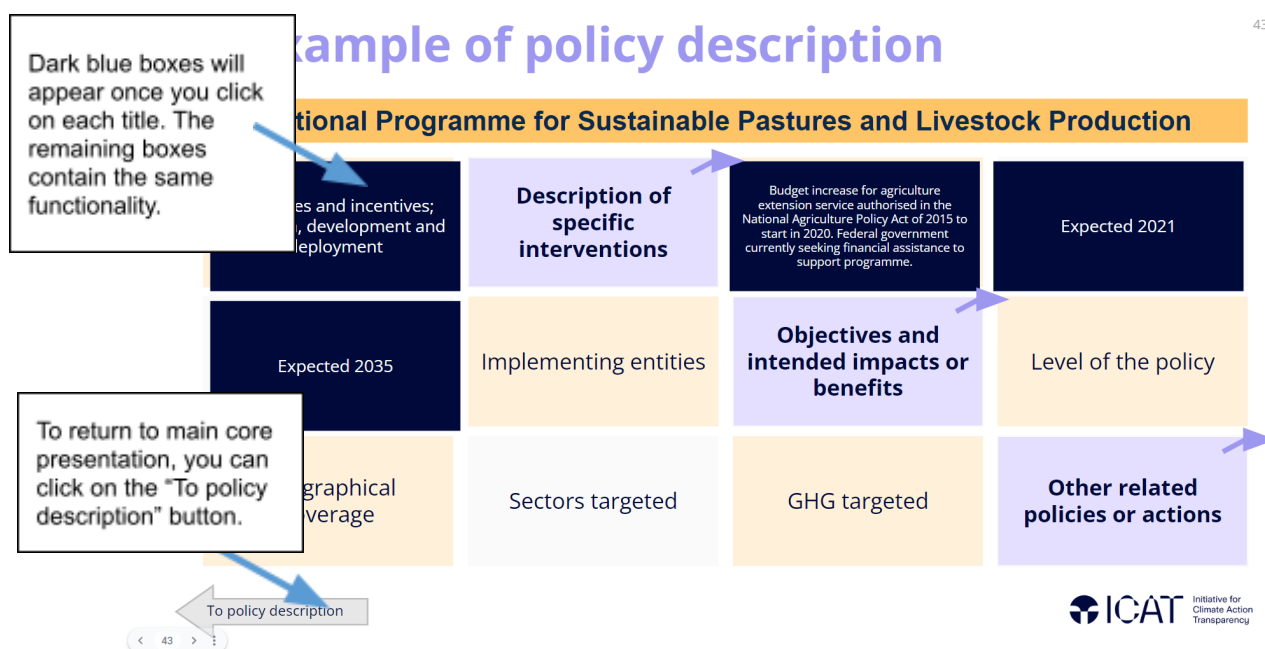 43
xample of policy description
Dark blue boxes will
appear once you click
on each title. The
remaining boxes
contain the same
functionality.
tional Programme for Sustainable Pastures and Livestock Production
es and incentives;
, development and
deployment
Description of
specific
interventions
Budget increase for agriculture
extension service authorised in the
National Agriculture Policy Act of 2015 to
start in 2020. Federal government
currently seeking financial assistance to
support programme.
Expected 2021
Expected 2035
Implementing entities
Objectives and
intended impacts or
benefits
Level of the policy
To return to main core
presentation, you can
click on the “To policy
description” button.
graphical
verage
Sectors targeted
GHG targeted
Other related
policies or actions
To policy description
43
ICAT
Initiative for
Climate Action
Transparency